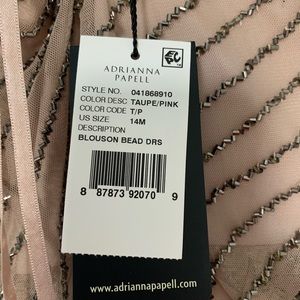 ADRIANNA
PAPELL
STYLE NO. 041868910
COLOR DESC TAUPE/PINK
COLOR CODE T/P
US SIZE 14M
DESCRIPTION
BLOUSON BEAD DRS
8 87873 92070 9
www.adriannapapell.com